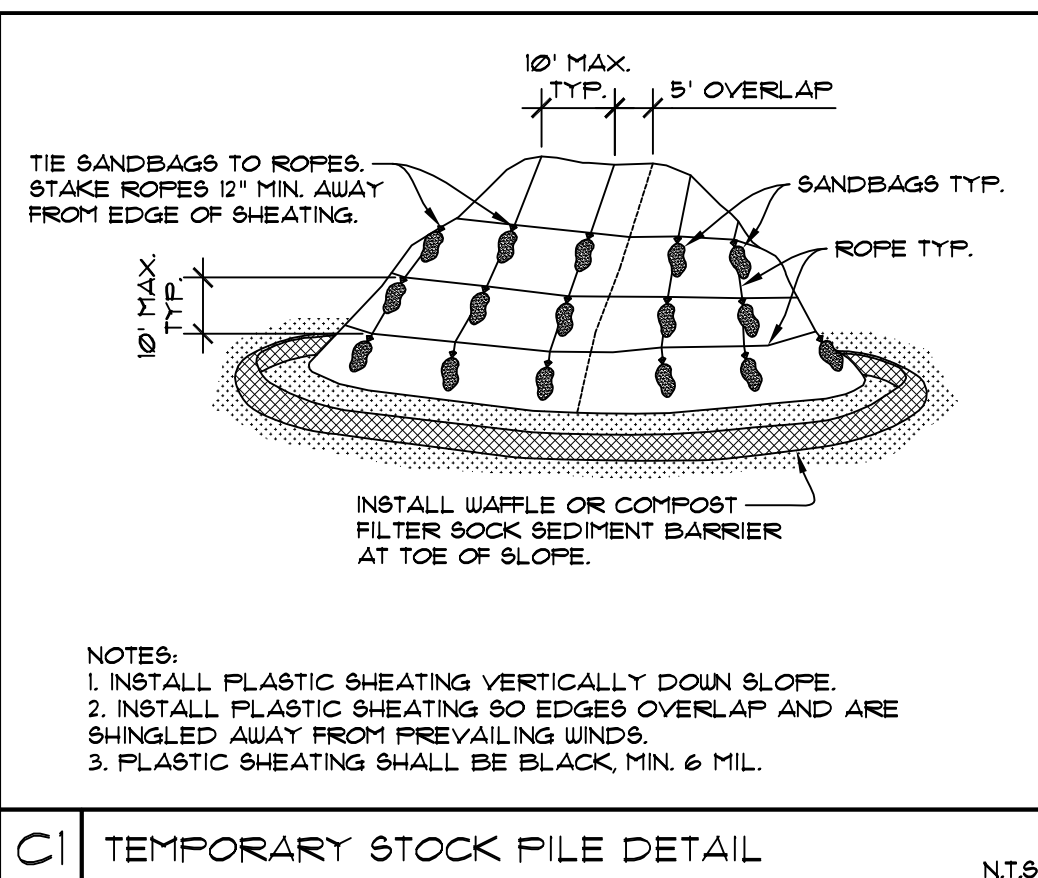 10' MAX.
TYP.
5' OVERLAP
TIE SANDBAGS TO ROPES.
STAKE ROPES 12" MIN. AWAY
FROM EDGE OF SHEATING.
SANDBAGS TYP.
ROPE TYP.
10' MAX.
TYP.
INSTALL WAFFLE OR COMPOST
FILTER SOCK SEDIMENT BARRIER
AT TOE OF SLOPE.
NOTES:
1. INSTALL PLASTIC SHEATING VERTICALLY DOWN SLOPE.
2. INSTALL PLASTIC SHEATING SO EDGES OVERLAP AND ARE
SHINGLED AWAY FROM PREVAILING WINDS.
3. PLASTIC SHEATING SHALL BE BLACK, MIN. 6 MIL.
C1 TEMPORARY STOCK PILE DETAIL
N.T.S